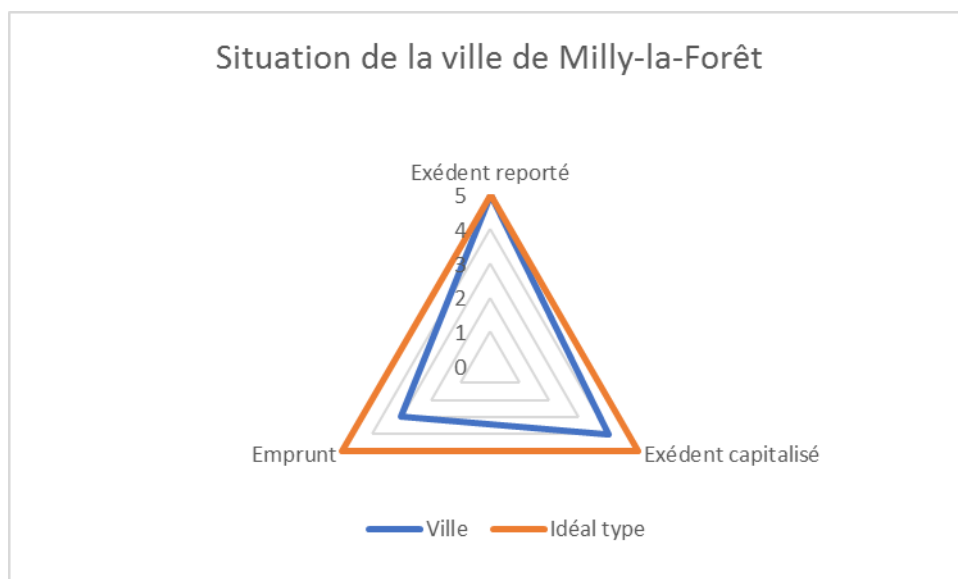 Situation de la ville de Milly-la-Forêt
Exédent reporté
5
4
3
2
1
0
Emprunt
Exédent capitalisé
Ville
Idéal type